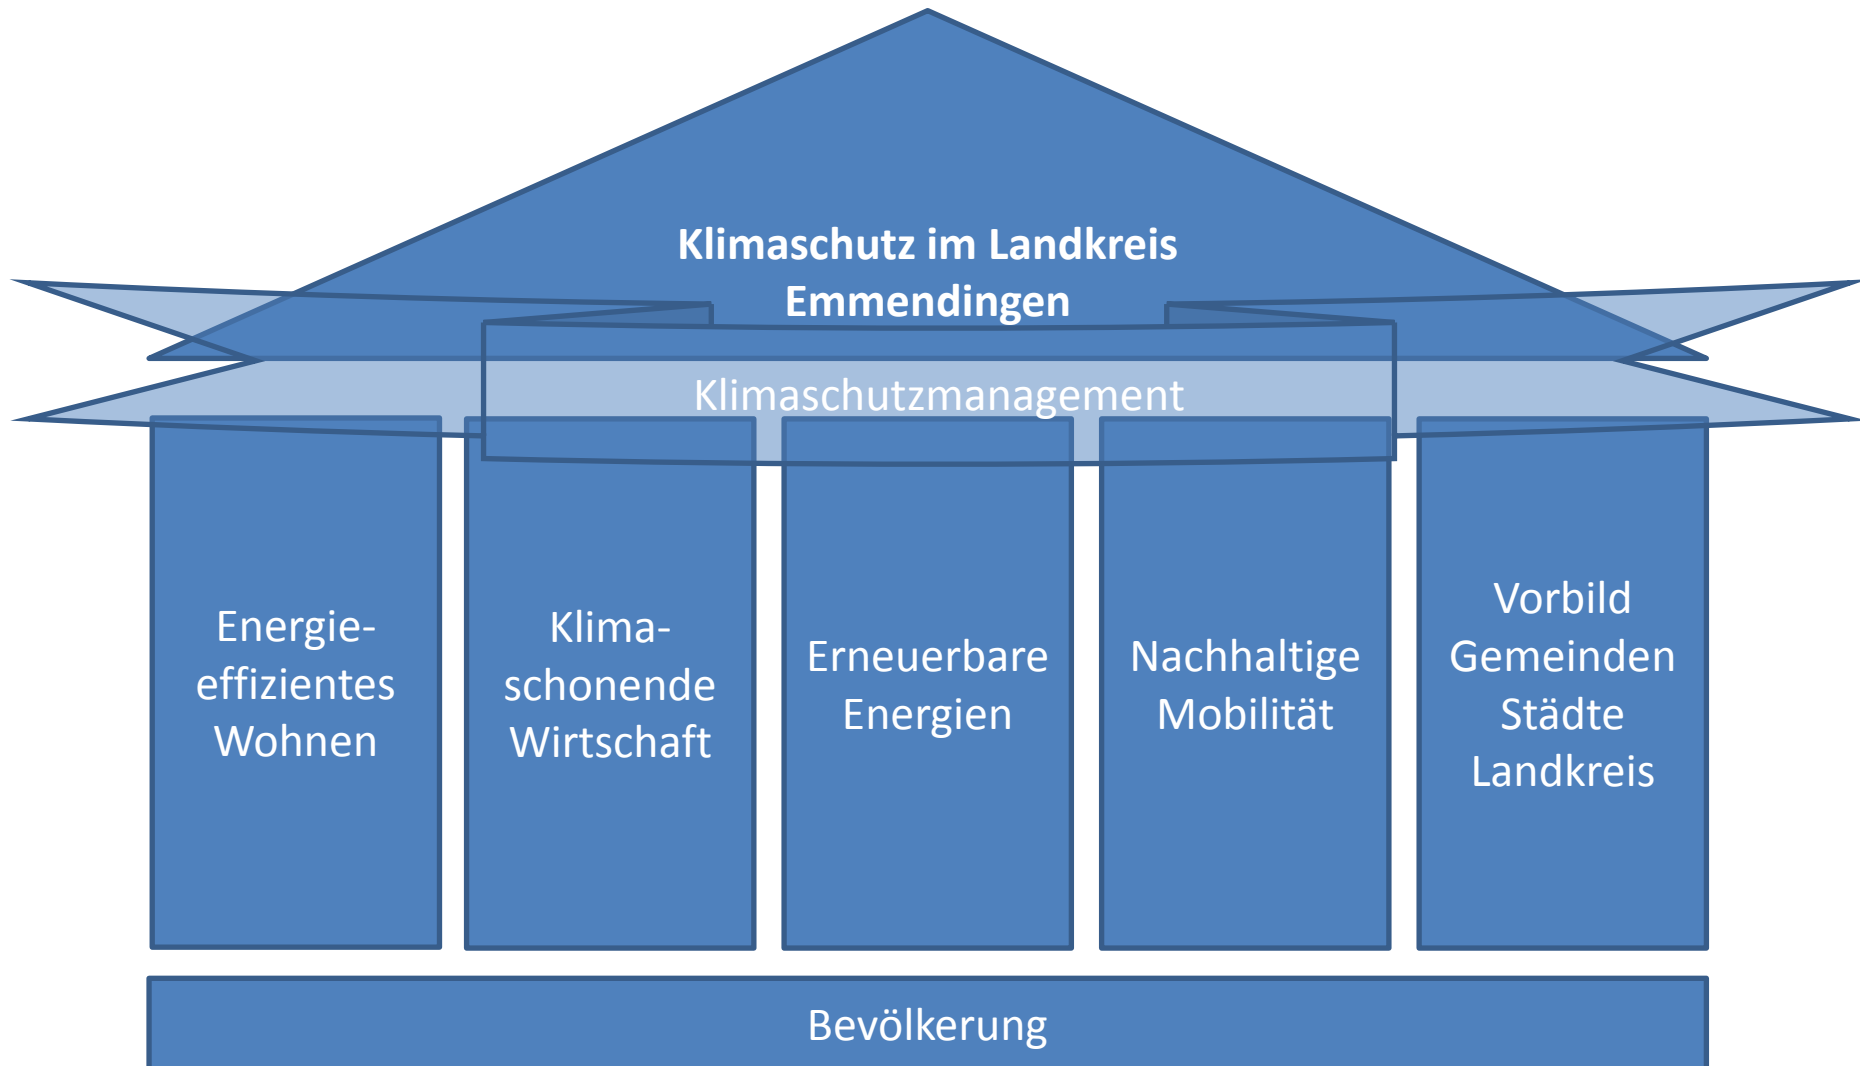 Klimaschutz im Landkreis
Emmendingen
Klimaschutzmanagement
Energie-
effizientes
Wohnen
Klima-
schonende
Wirtschaft
Erneuerbare
Energien
Nachhaltige
Mobilität
Vorbild
Gemeinden
Städte
Landkreis
Bevölkerung